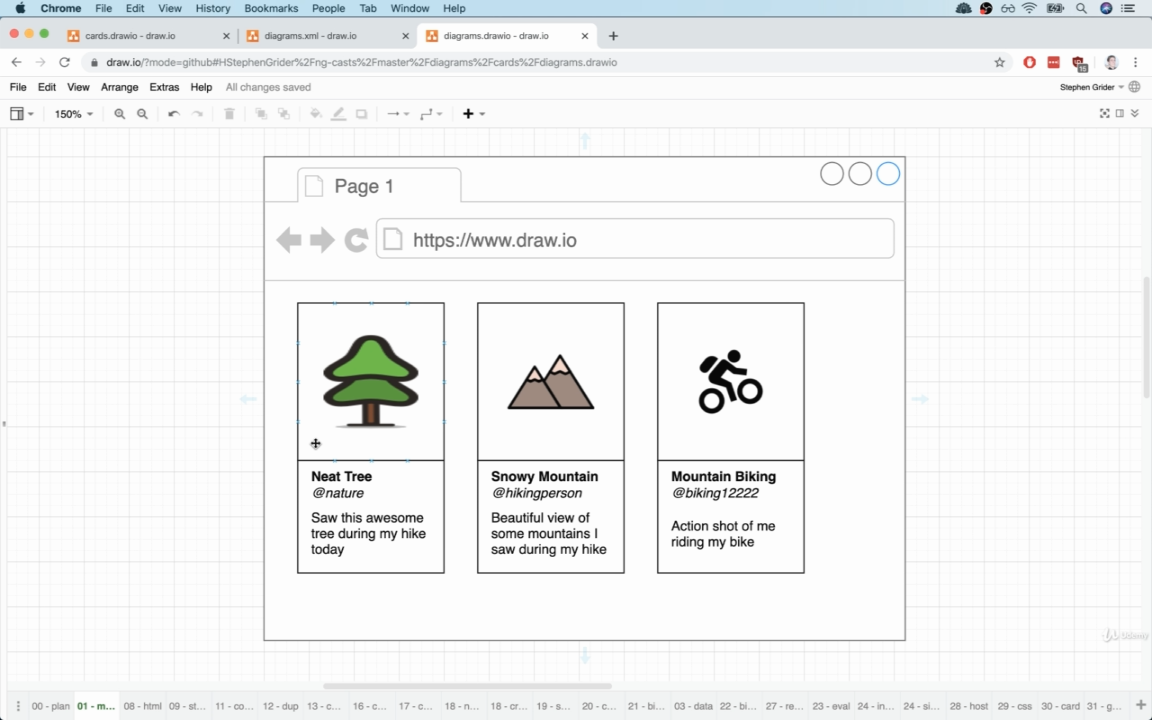 Chrome File Edit View History Bookmarks People Tab Window Help
cards.drawio - draw.io
diagrams.xml - draw.io
diagrams.drawio - draw.io
draw.io/?mode=github#HStephenGrider%2Fng-casts%2Fmaster%2Fdiagrams%2Fcards%2Fdiagrams.drawio
15
File Edit View Arrange Extras Help All changes saved
Stephen Grider
150%
Page 1
https://www.draw.io
Neat Tree
@nature
Saw this awesome
tree during my hike
today
Snowy Mountain
@hikingperson
Beautiful view of
some mountains I
saw during my hike
Mountain Biking
@biking12222
Action shot of me
riding my bike
Udemy
00 - plan 01 - m... 08 - html 09 - st... 11 - co... 12 - dup 13 - c... 16 - c... 17 - c... 18 - n... 18 - cr... 19 - s... 20 - c... 21 - bi... 03 - data 22 - bi... 27 - re... 23 - eval 24 - in... 24 - si... 28 - host 29 - css 30 - card 31 - g...